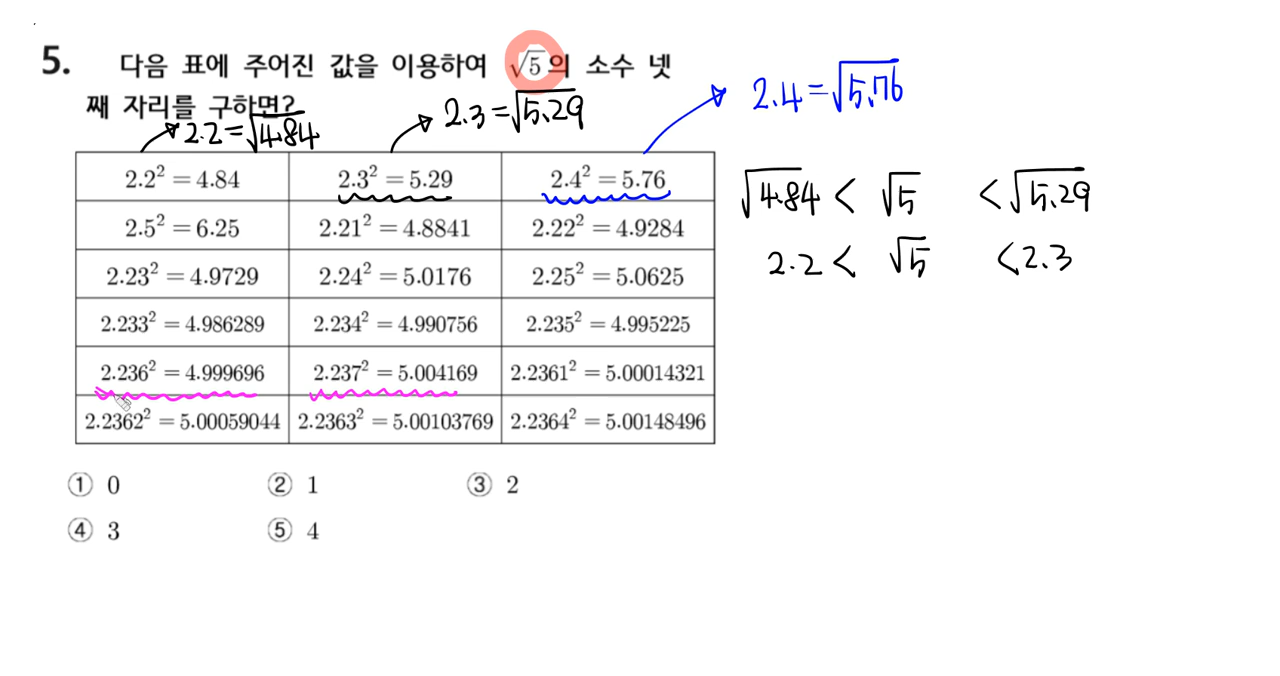 5. 다음 표에 주어진 값을 이용하여 √5의 소수 넷
째 자리를 구하면?
2.2=√4.84
2.3=√5.29
2.4=√5.76
2.2² = 4.84 2.3² = 5.29 2.4² = 5.76
2.5² = 6.25 2.21² = 4.8841 2.22² = 4.9284
2.23² = 4.9729 2.24² = 5.0176 2.25² = 5.0625
2.233² = 4.986289 2.234² = 4.990756 2.235² = 4.995225
2.236² = 4.999696 2.237² = 5.004169 2.2361² = 5.00014321
2.2362² = 5.00059044 2.2363² = 5.00103769 2.2364² = 5.00148496
√4.84 < √5 < √5.29
2.2 < √5 < 2.3
① 0 ② 1 ③ 2
④ 3 ⑤ 4